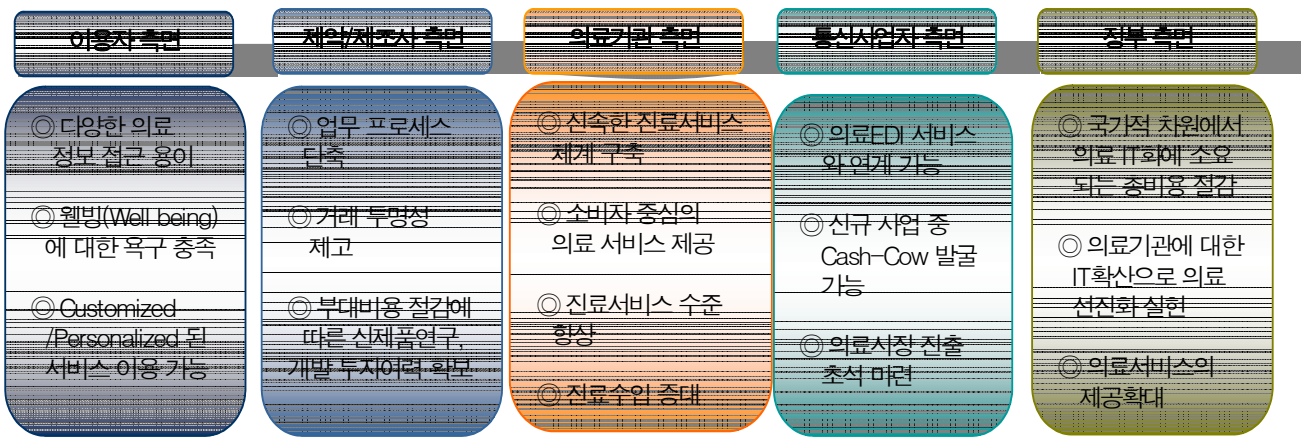 이용자 측면
◎ 다양한 의료
정보 접근 용이
◎ 웰빙(Well being)
에 대한 욕구 충족
◎ Customized
/Personalized 된
서비스 이용 가능
제약/제조사 측면
◎ 업무 프로세스
단축
◎ 거래 투명성
제고
◎ 부대비용 절감에
따른 신제품연구,
개발 투자여력 확보
의료기관 측면
◎ 신속한 진료서비스
체계 구축
◎ 소비자 중심의
의료 서비스 제공
◎ 진료서비스 수준
향상
◎ 진료수입 증대
통신사업자 측면
◎ 의료EDI 서비스
와 연계 가능
◎ 신규 사업 중
Cash-Cow 발굴
가능
◎ 의료시장 진출
초석 마련
정부 측면
◎ 국가적 차원에서
의료 IT화에 소요
되는 총비용 절감
◎ 의료기관에 대한
IT확산으로 의료
선진화 실현
◎ 의료서비스의
제공확대